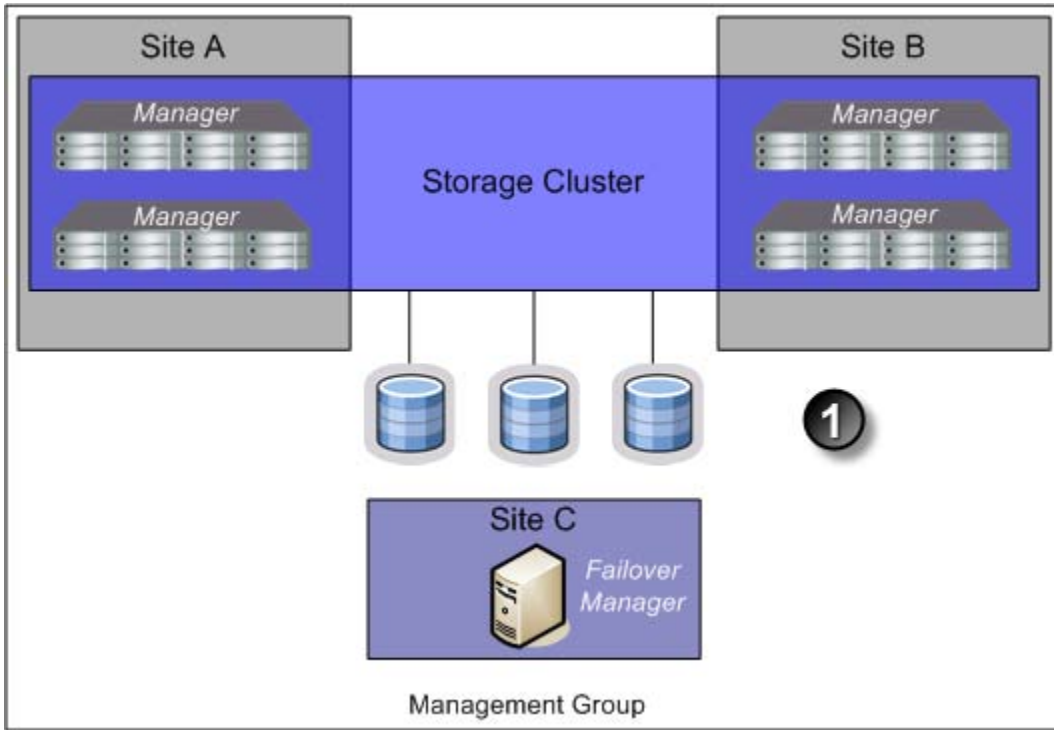 Site A
Site B
Manager
Manager
Storage Cluster
Manager
Manager
1
Site C
Failover
Manager
Management Group